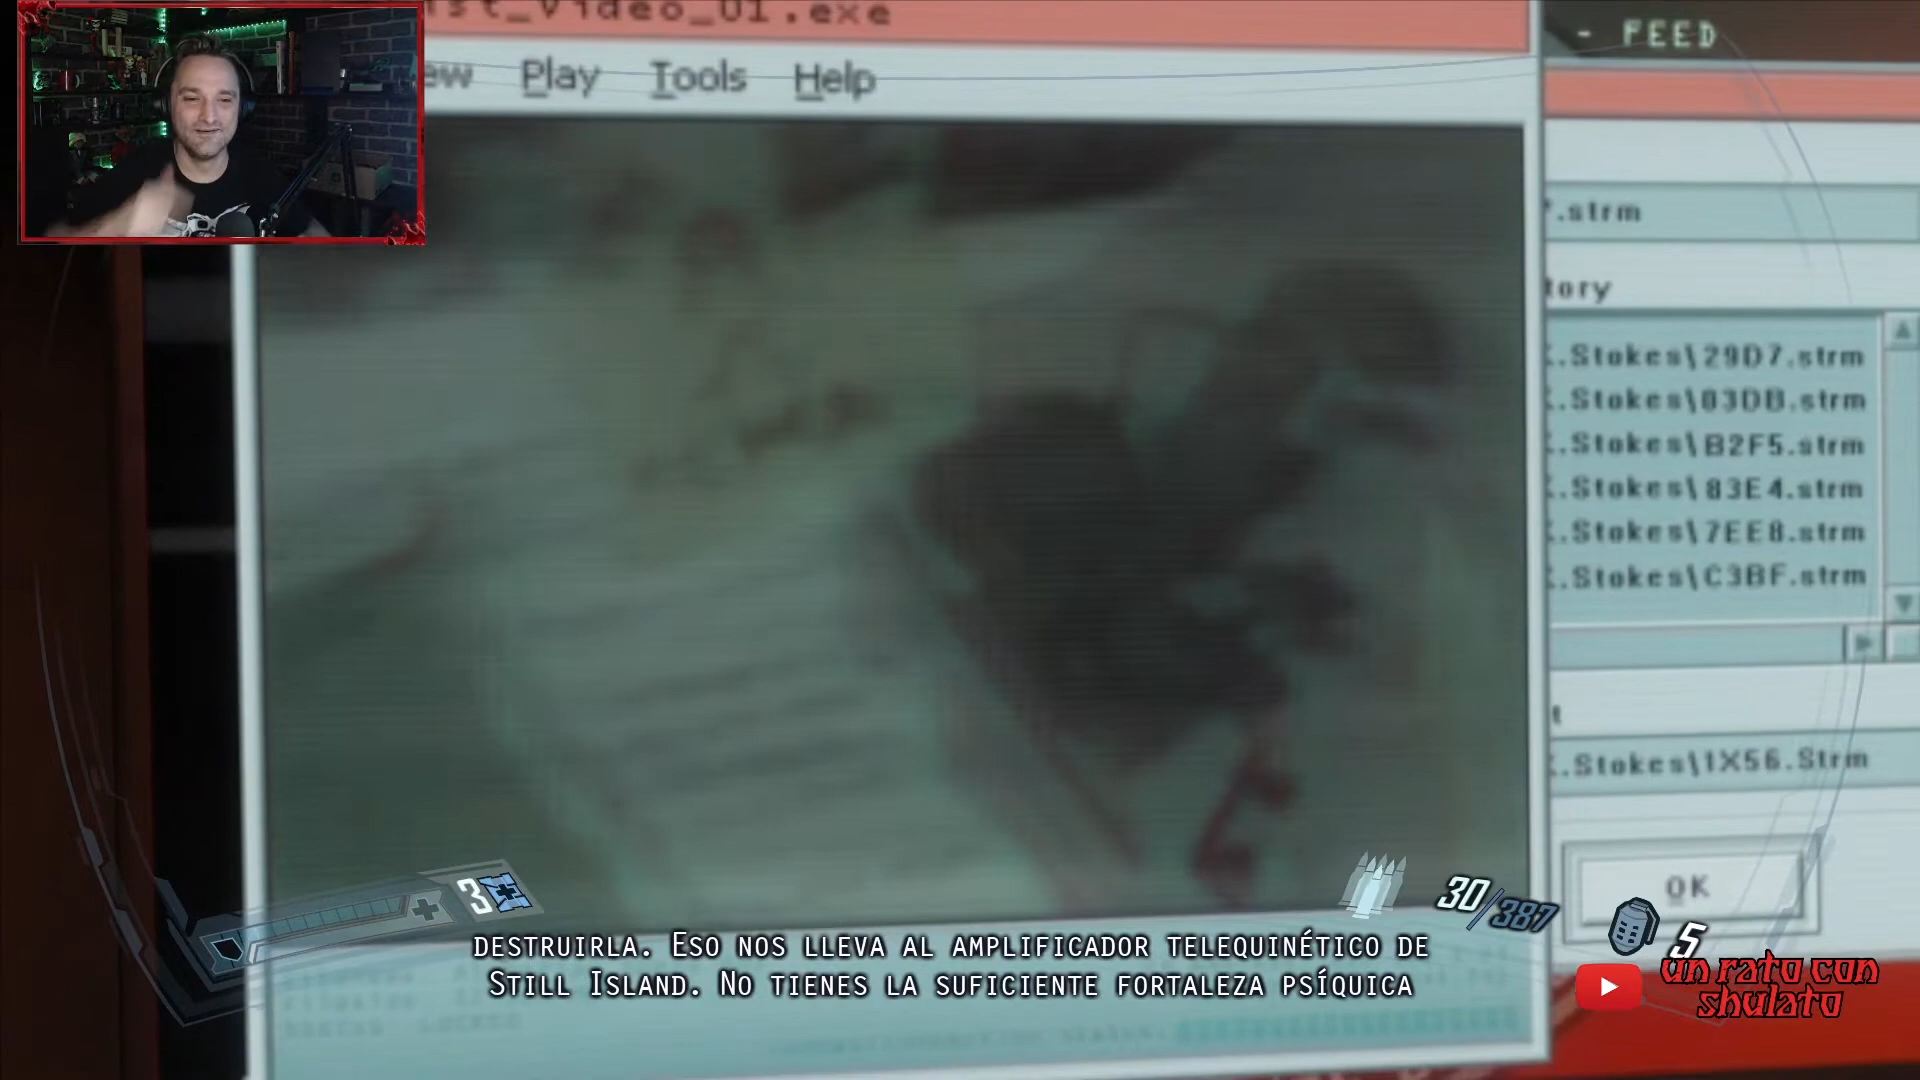 st_Video_01.exe
- FEED
ew Play Tools Help
.strm
tory
.Stokes\29D7.strm
.Stokes\83DB.strm
.Stokes\B2F5.strm
.Stokes\83E4.strm
.Stokes\7EE8.strm
.Stokes\C3BF.strm
t
.Stokes\1X56.Strm
OK
3
30/387
5
DESTRUIRLA. ESO NOS LLEVA AL AMPLIFICADOR TELEQUINÉTICO DE
STILL ISLAND. NO TIENES LA SUFICIENTE FORTALEZA PSÍQUICA
un rato con
shulato